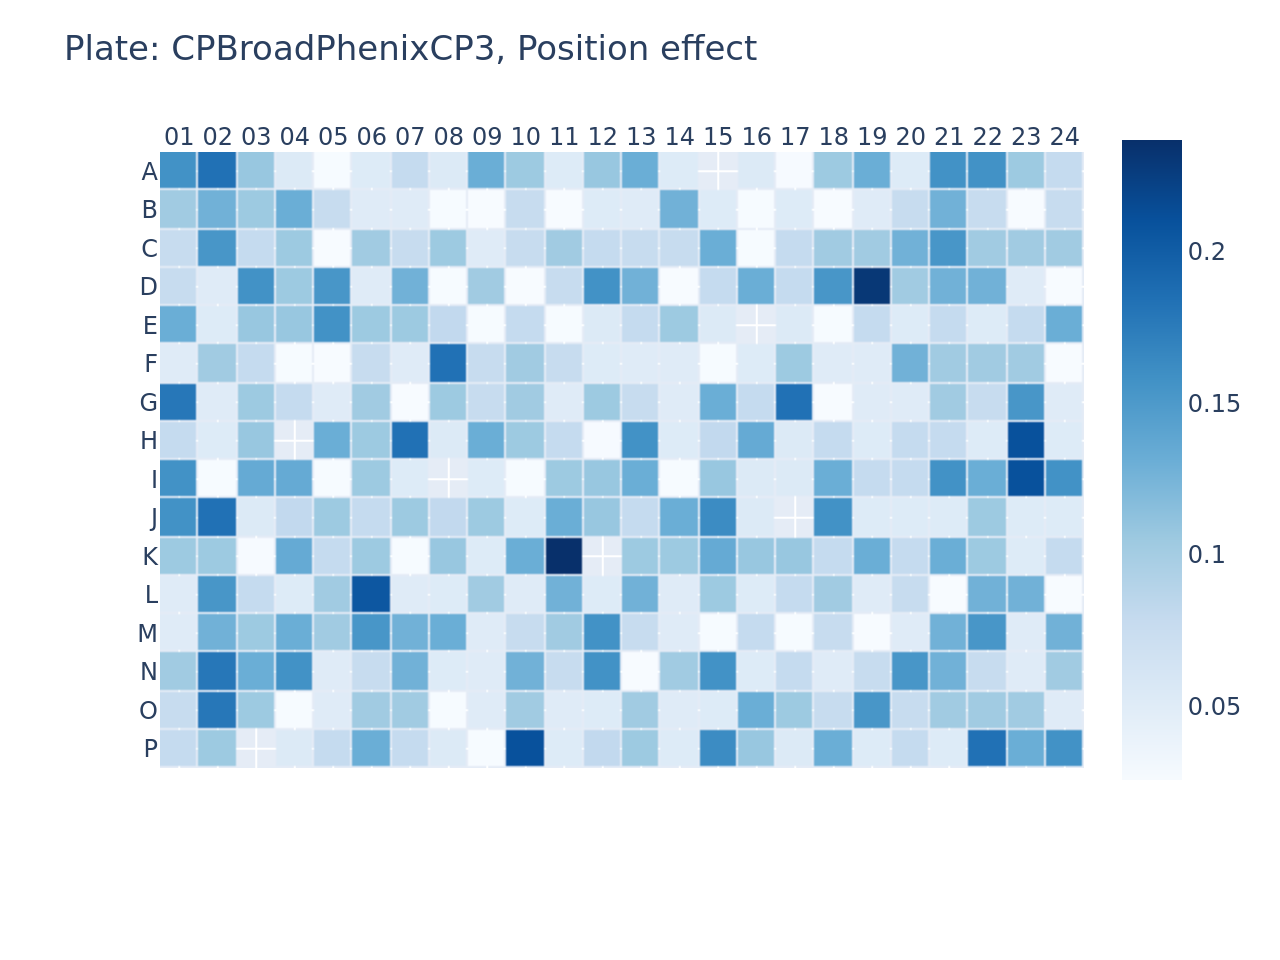 Plate: CPBroadPhenixCP3, Position effect
01 02 03 04 05 06 07 08 09 10 11 12 13 14 15 16 17 18 19 20 21 22 23 24
A
B
C
0.2
D
E
F
G
0.15
H
I
J
K
0.1
L
M
N
O
0.05
P